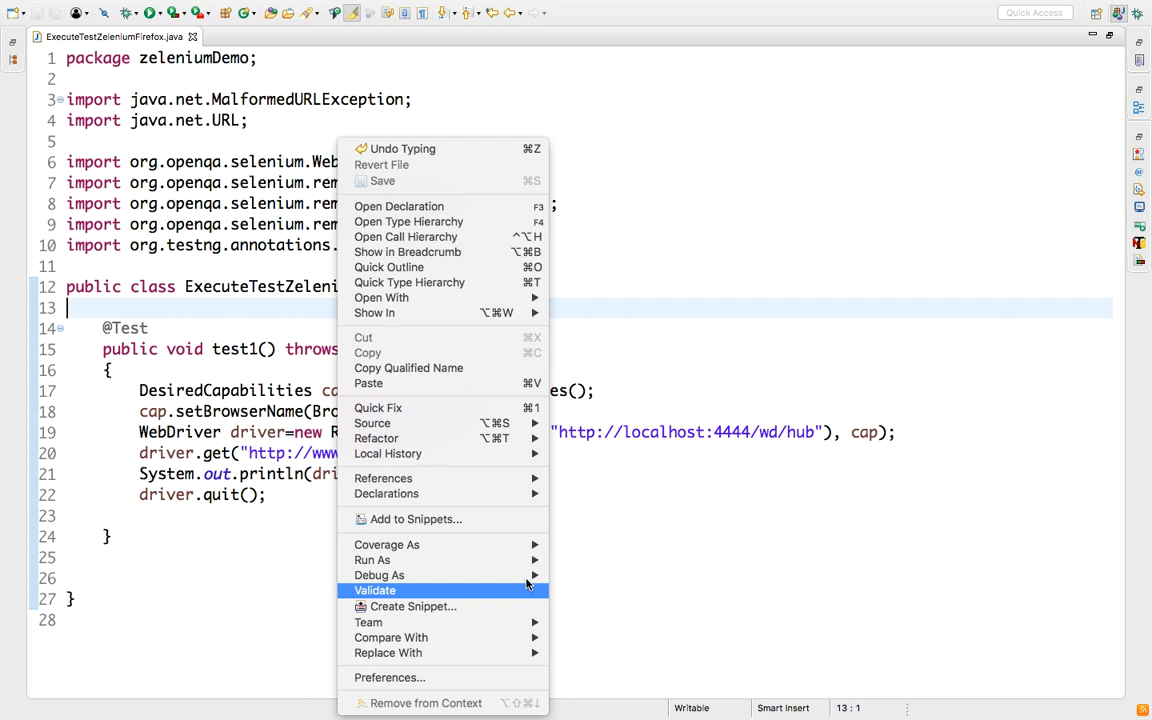 Quick Access
ExecuteTestZeleniumFirefox.java
1 package zeleniumDemo;
2
3 import java.net.MalformedURLException;
4 import java.net.URL;
5
6 import org.openqa.selenium.Web
7 import org.openqa.selenium.rem
8 import org.openqa.selenium.rem ;
9 import org.openqa.selenium.rem
10 import org.testng.annotations.
11
12 public class ExecuteTestZeleni
13
14 @Test
15 public void test1() throws
16 {
17 DesiredCapabilities ca es();
18 cap.setBrowserName(Bro
19 WebDriver driver=new R "http://localhost:4444/wd/hub"), cap);
20 driver.get("http://www
21 System.out.println(dri
22 driver.quit();
23
24 }
25
26
27 }
28
Undo Typing ⌘Z
Revert File
Save ⌘S
Open Declaration F3
Open Type Hierarchy F4
Open Call Hierarchy ^⌥H
Show in Breadcrumb ⌥⌘B
Quick Outline ⌘O
Quick Type Hierarchy ⌘T
Open With
Show In ⌥⌘W
Cut ⌘X
Copy ⌘C
Copy Qualified Name
Paste ⌘V
Quick Fix ⌘1
Source ⌥⌘S
Refactor ⌥⌘T
Local History
References
Declarations
Add to Snippets...
Coverage As
Run As
Debug As
Validate
Create Snippet...
Team
Compare With
Replace With
Preferences...
Remove from Context ⌥⇧⌘↓
Writable Smart Insert 13 : 1